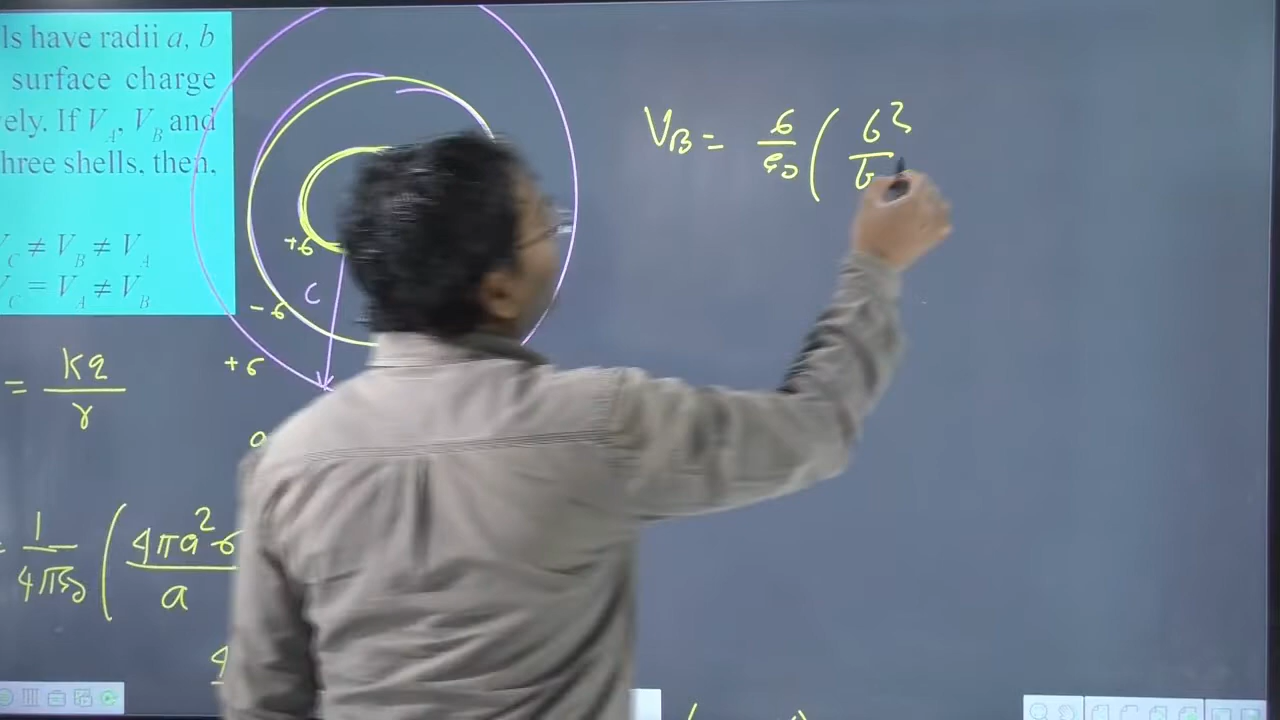 ls have radii a, b
surface charge
ely. If V_A, V_B and
hree shells, then,
V_C ≠ V_B ≠ V_A
V_C = V_A ≠ V_B
+σ
-σ
+σ
C
= Kq/r
1/4πε0 ( 4πa²σ/a
V_B = σ/ε0 (